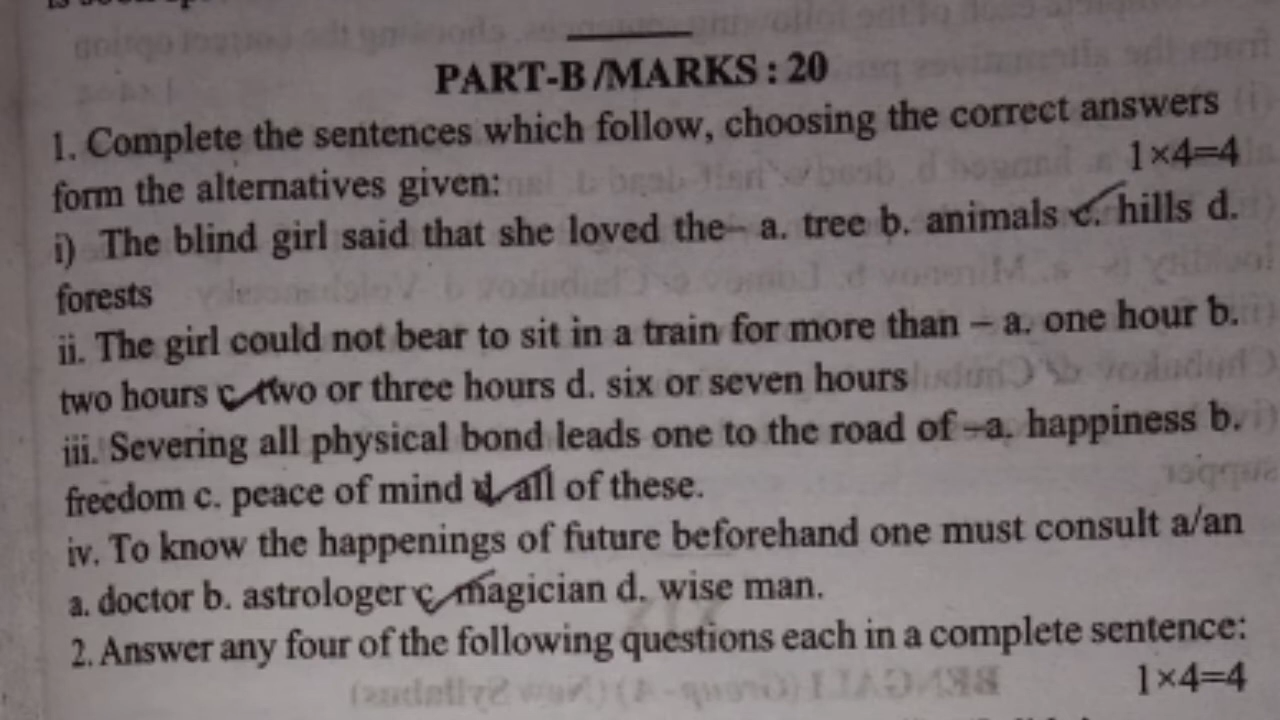 PART-B/MARKS : 20
1. Complete the sentences which follow, choosing the correct answers
form the alternatives given:
1×4=4
i) The blind girl said that she loved the– a. tree b. animals c. hills d.
forests
ii. The girl could not bear to sit in a train for more than – a. one hour b.
two hours c. two or three hours d. six or seven hours
iii. Severing all physical bond leads one to the road of –a. happiness b.
freedom c. peace of mind d. all of these.
iv. To know the happenings of future beforehand one must consult a/an
a. doctor b. astrologer c. magician d. wise man.
2. Answer any four of the following questions each in a complete sentence:
1×4=4